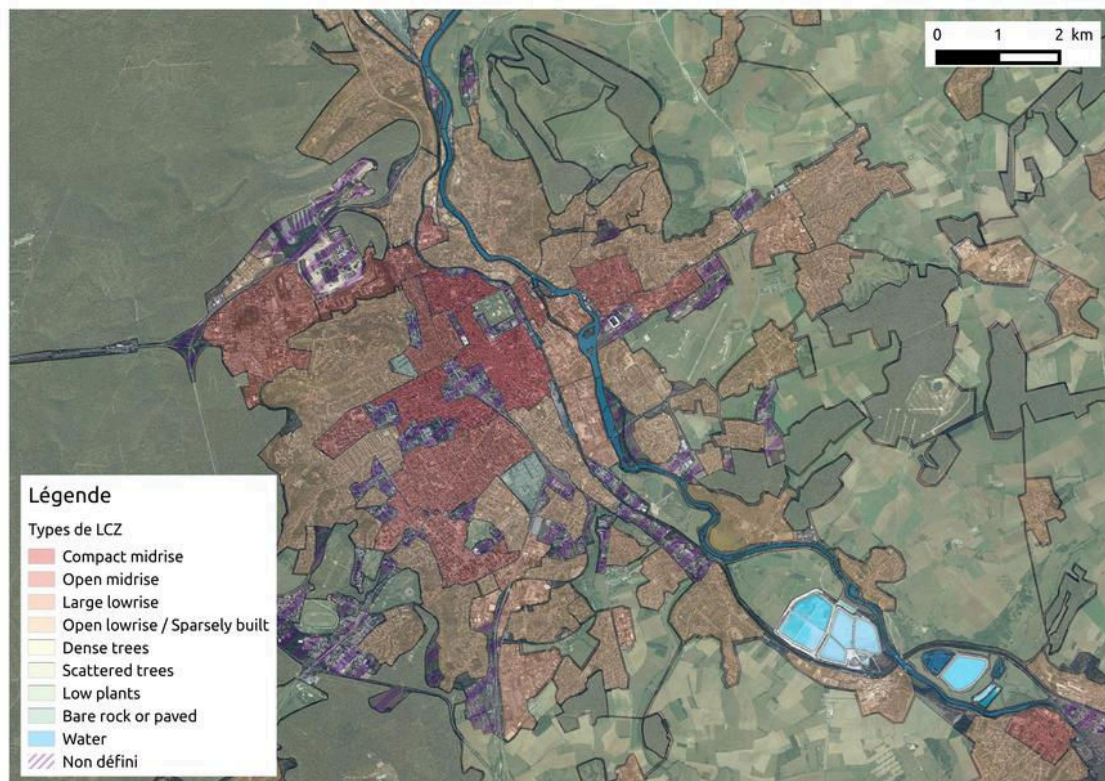 0 1 2 km
Légende
Types de LCZ
Compact midrise
Open midrise
Large lowrise
Open lowrise / Sparsely built
Dense trees
Scattered trees
Low plants
Bare rock or paved
Water
Non défini